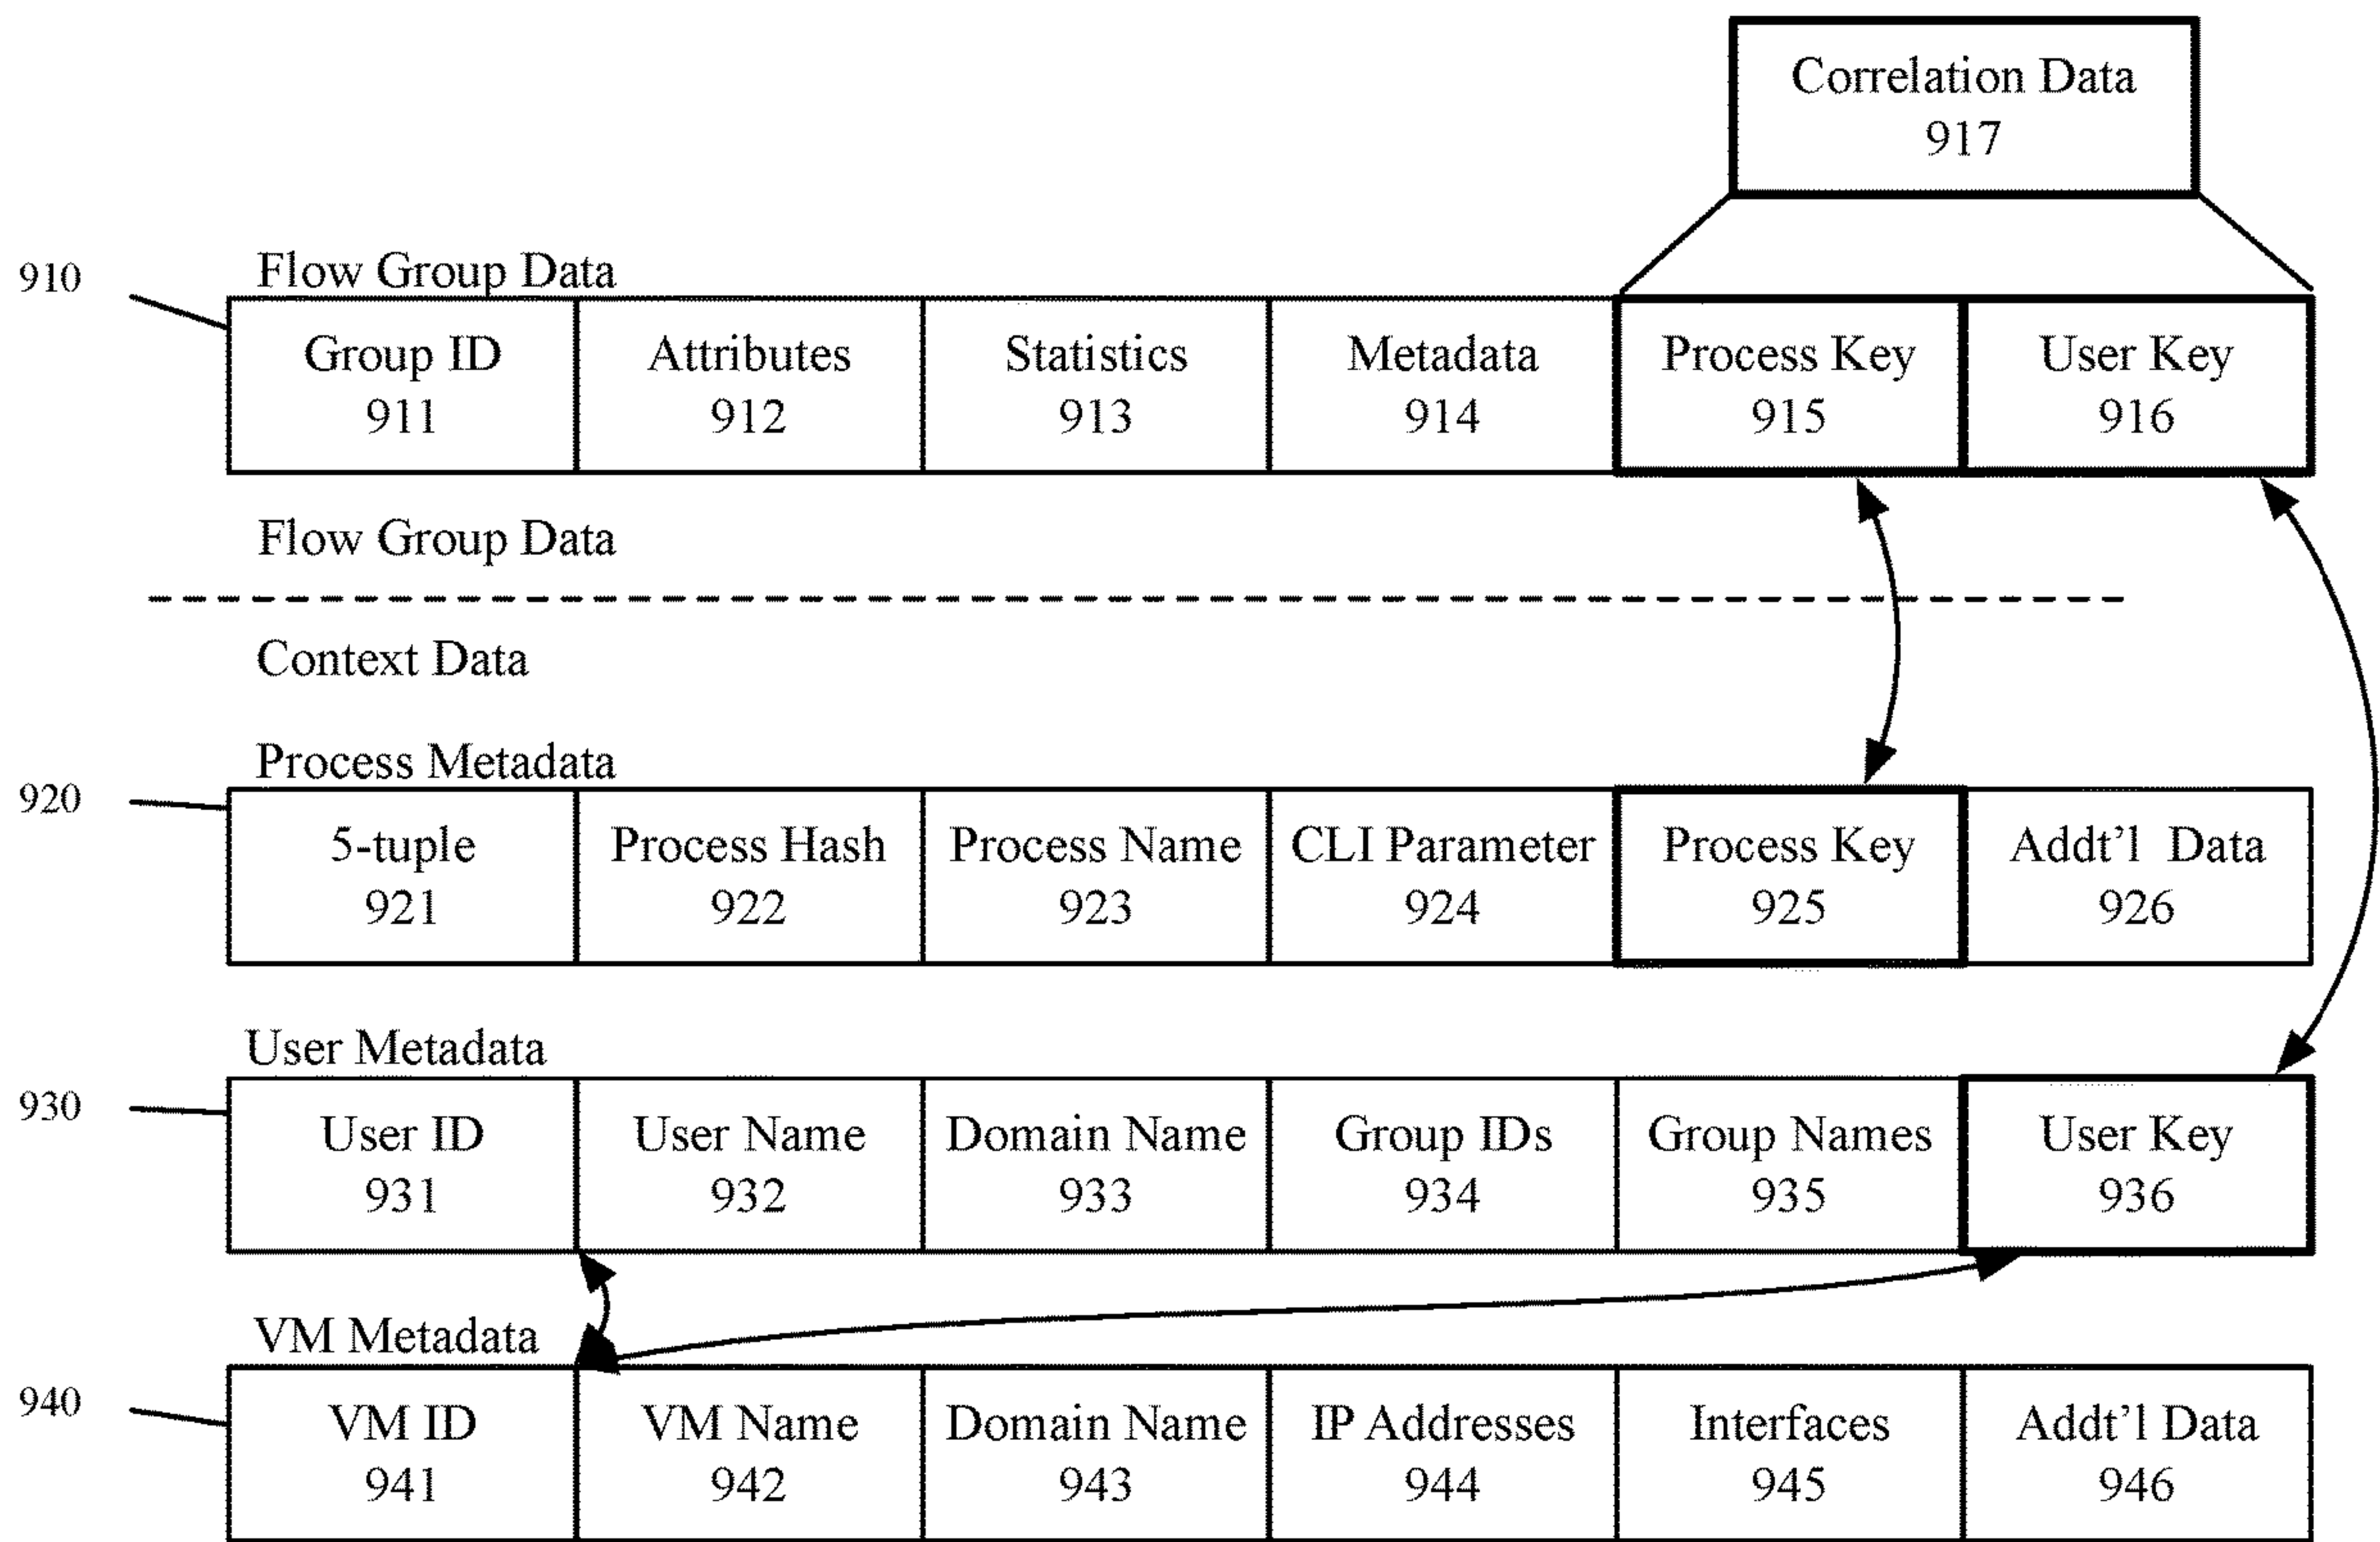 Correlation Data
917
910
Flow Group Data
Group ID
911
Attributes
912
Statistics
913
Metadata
914
Process Key
915
User Key
916
Flow Group Data
Context Data
Process Metadata
920
5-tuple
921
Process Hash
922
Process Name
923
CLI Parameter
924
Process Key
925
Addt’l Data
926
User Metadata
930
User ID
931
User Name
932
Domain Name
933
Group IDs
934
Group Names
935
User Key
936
VM Metadata
940
VM ID
941
VM Name
942
Domain Name
943
IP Addresses
944
Interfaces
945
Addt’l Data
946